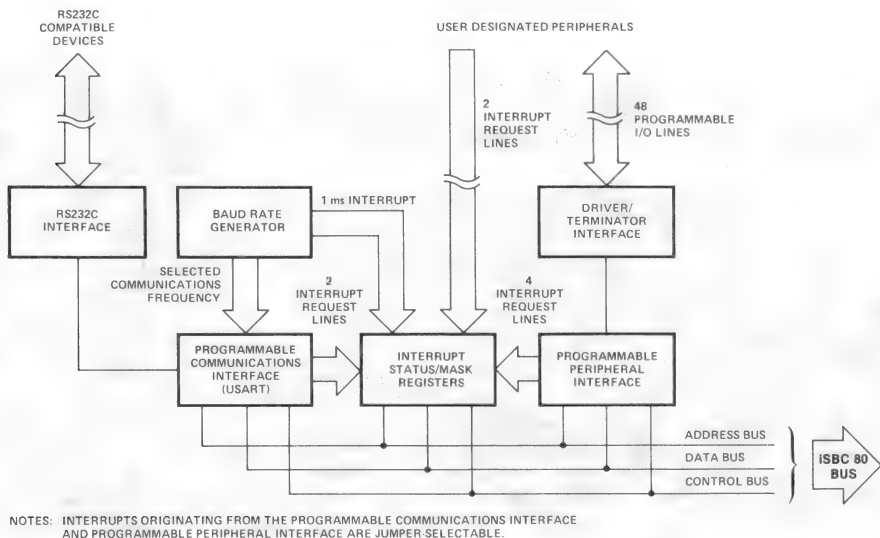 RS232C
COMPATIBLE
DEVICES
USER DESIGNATED PERIPHERALS
2
INTERRUPT
REQUEST
LINES
48
PROGRAMMABLE
I/O LINES
RS232C
INTERFACE
BAUD RATE
GENERATOR
1 ms INTERRUPT
DRIVER/
TERMINATOR
INTERFACE
SELECTED
COMMUNICATIONS
FREQUENCY
2
INTERRUPT
REQUEST
LINES
4
INTERRUPT
REQUEST
LINES
PROGRAMMABLE
COMMUNICATIONS
INTERFACE
(USART)
INTERRUPT
STATUS/MASK
REGISTERS
PROGRAMMABLE
PERIPHERAL
INTERFACE
ADDRESS BUS
DATA BUS
CONTROL BUS
iSBC 80
BUS
NOTES: INTERRUPTS ORIGINATING FROM THE PROGRAMMABLE COMMUNICATIONS INTERFACE
AND PROGRAMMABLE PERIPHERAL INTERFACE ARE JUMPER-SELECTABLE.